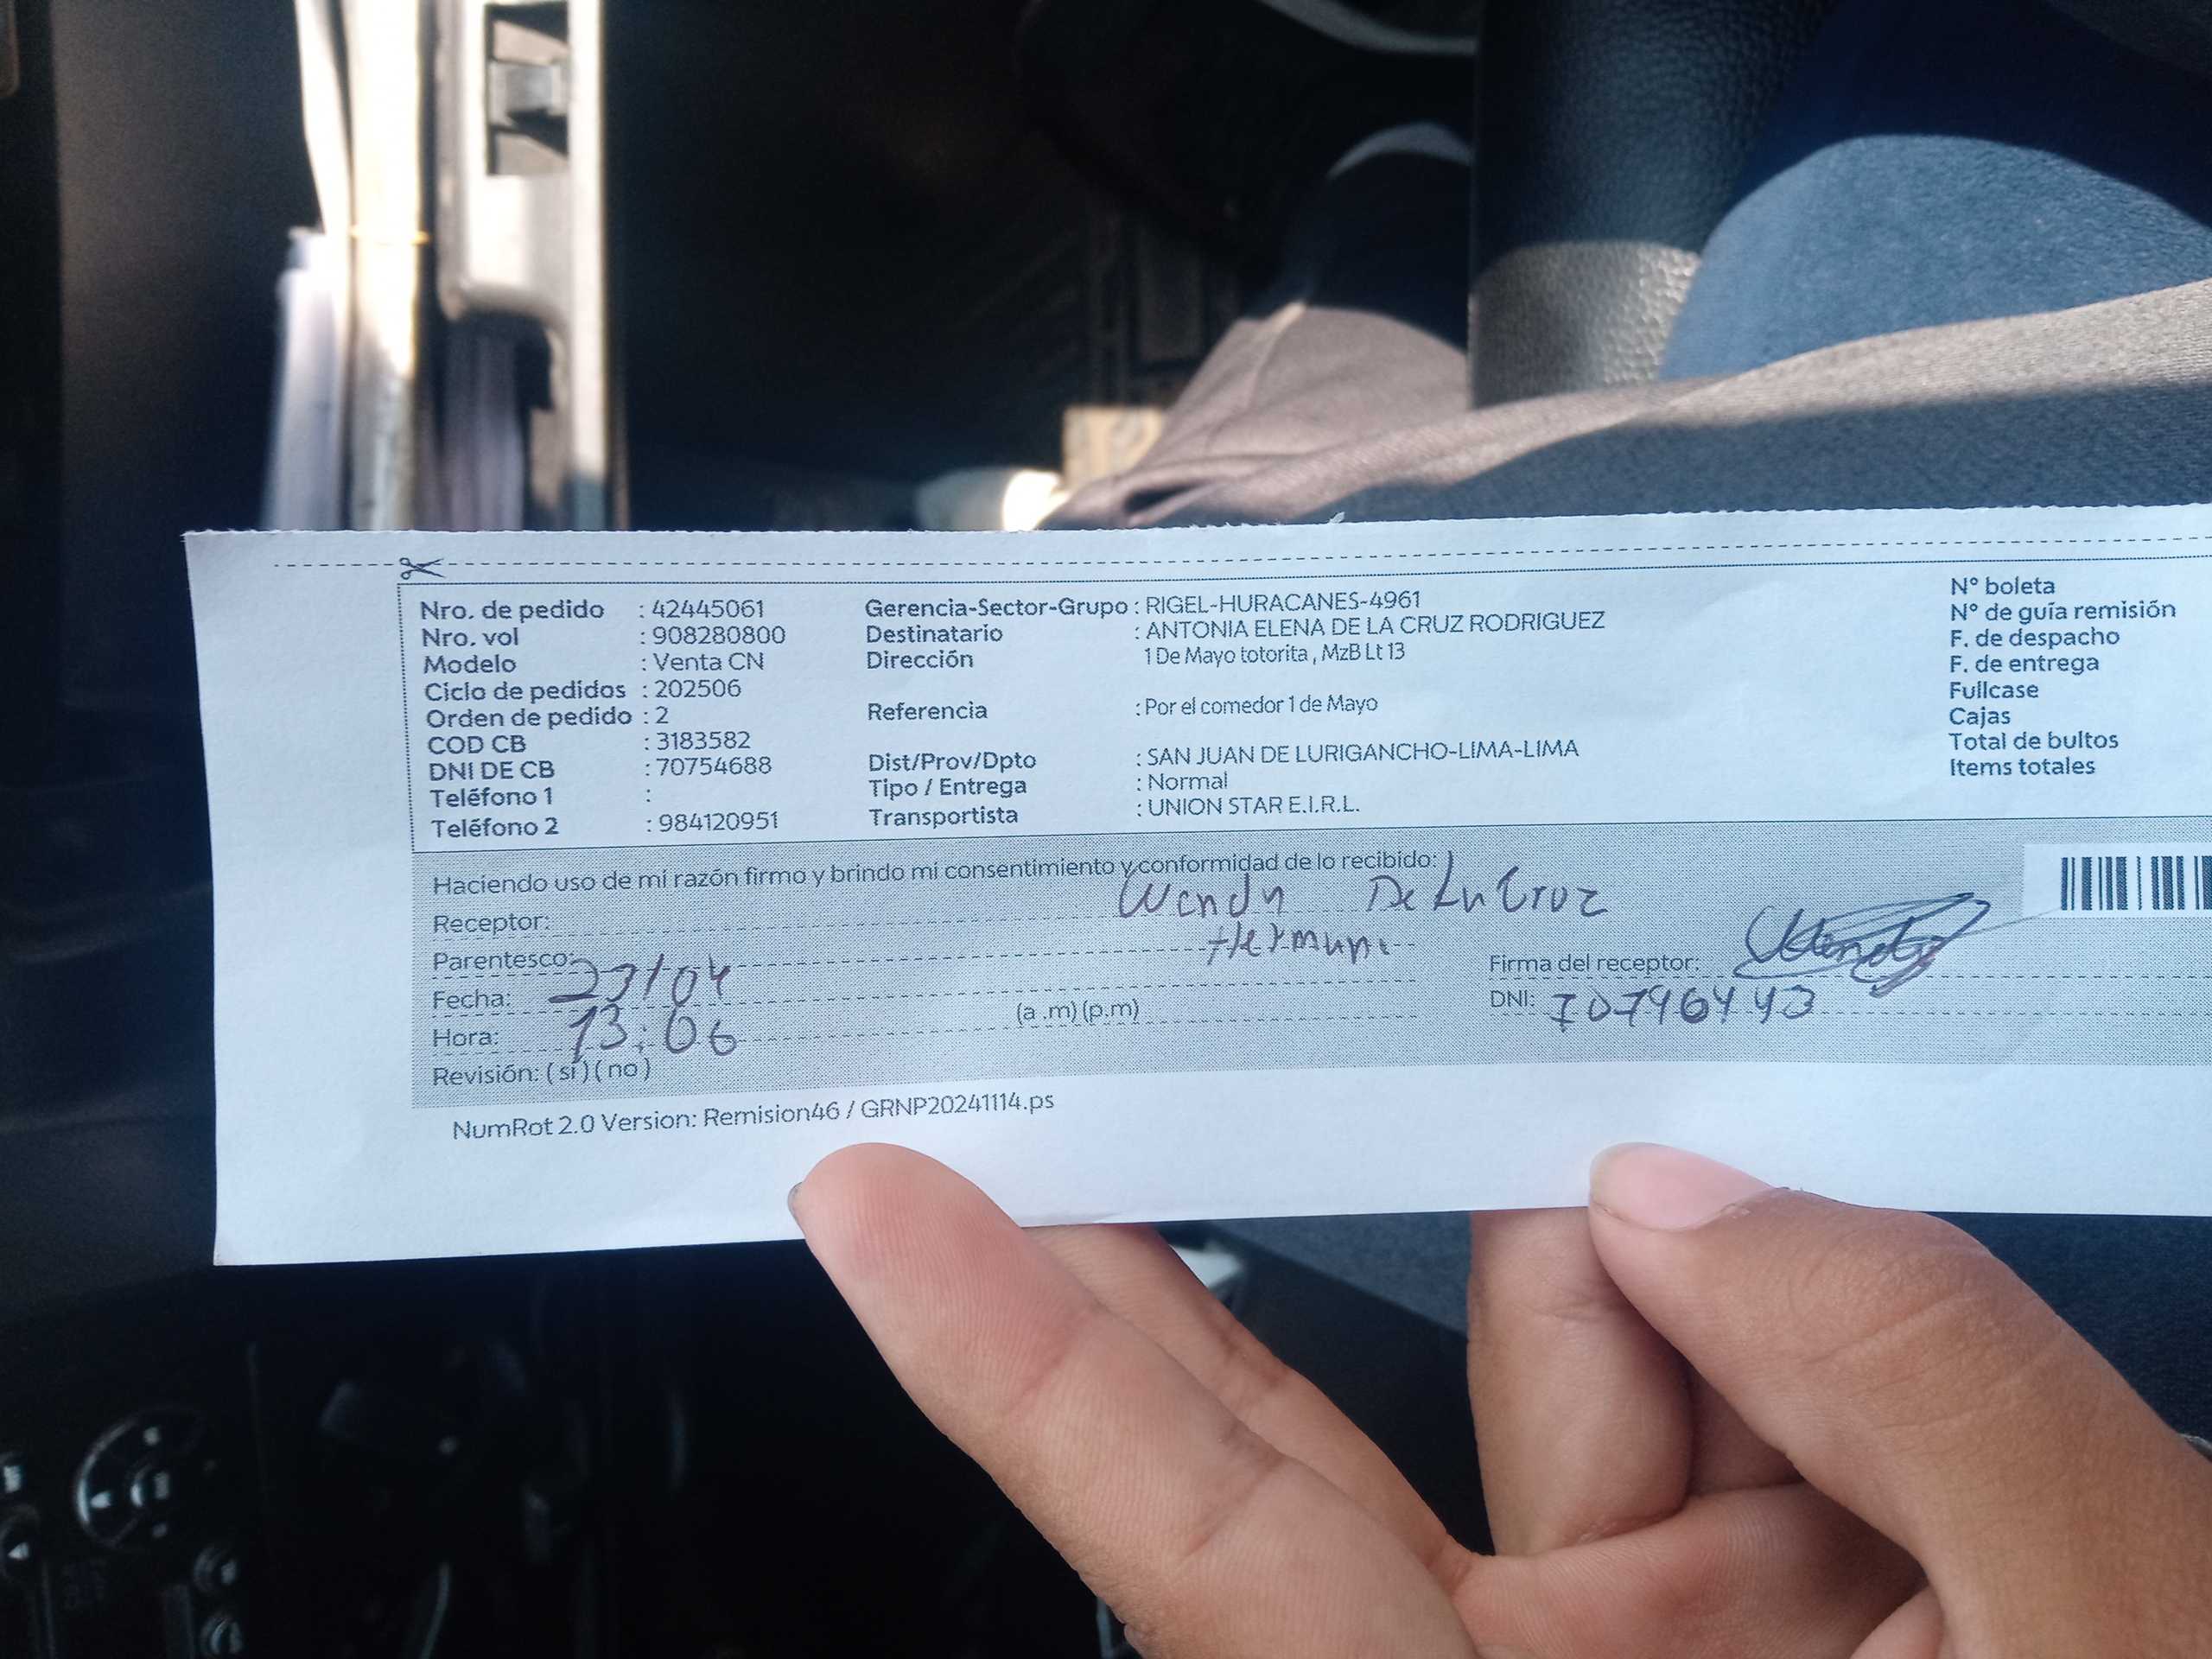 Nro. de pedido : 42445061
Nro. vol : 908280800
Modelo : Venta CN
Ciclo de pedidos : 202506
Orden de pedido : 2
COD CB : 3183582
DNI DE CB : 70754688
Teléfono 1 :
Teléfono 2 : 984120951
Gerencia-Sector-Grupo : RIGEL-HURACANES-4961
Destinatario : ANTONIA ELENA DE LA CRUZ RODRIGUEZ
Dirección 1 De Mayo totorita , MzB Lt 13
Referencia : Por el comedor 1 de Mayo
Dist/Prov/Dpto : SAN JUAN DE LURIGANCHO-LIMA-LIMA
Tipo / Entrega : Normal
Transportista : UNION STAR E.I.R.L.
N° boleta
N° de guía remisión
F. de despacho
F. de entrega
Fullcase
Cajas
Total de bultos
Items totales
Haciendo uso de mi razón firmo y brindo mi consentimiento y conformidad de lo recibido:
Receptor: Wendy De La Cruz
Parentesco: Hermana
Fecha: 23/04
Hora: 13:06 (a .m) (p.m)
Revisión: ( si ) ( no )
Firma del receptor: Wendy
DNI: 70796443
NumRot 2.0 Version: Remision46 / GRNP20241114.ps